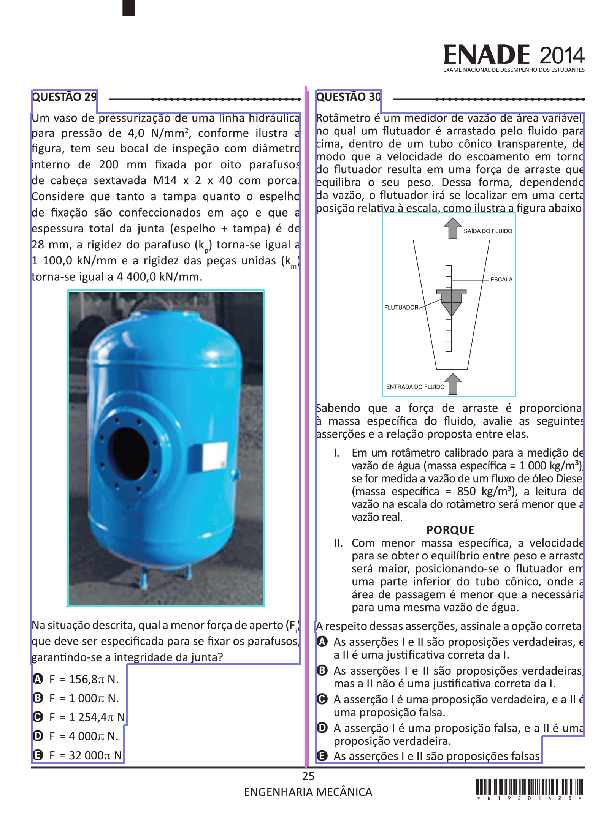 ENADE 2014
EXAME NACIONAL DE DESEMPENHO DOS ESTUDANTES
QUESTÃO 29
Um vaso de pressurização de uma linha hidráulica
para pressão de 4,0 N/mm², conforme ilustra a
figura, tem seu bocal de inspeção com diâmetro
interno de 200 mm fixada por oito parafusos
de cabeça sextavada M14 x 2 x 40 com porca.
Considere que tanto a tampa quanto o espelho
de fixação são confeccionados em aço e que a
espessura total da junta (espelho + tampa) é de
28 mm, a rigidez do parafuso (kp) torna-se igual a
1 100,0 kN/mm e a rigidez das peças unidas (km)
torna-se igual a 4 400,0 kN/mm.
Na situação descrita, qual a menor força de aperto (Fi)
que deve ser especificada para se fixar os parafusos,
garantindo-se a integridade da junta?
A F = 156,8π N.
B F = 1 000π N.
C F = 1 254,4π N
D F = 4 000π N.
E F = 32 000π N
QUESTÃO 30
Rotâmetro é um medidor de vazão de área variável,
no qual um flutuador é arrastado pelo fluido para
cima, dentro de um tubo cônico transparente, de
modo que a velocidade do escoamento em torno
do flutuador resulta em uma força de arraste que
equilibra o seu peso. Dessa forma, dependendo
da vazão, o flutuador irá se localizar em uma certa
posição relativa à escala, como ilustra a figura abaixo
SAÍDA DO FLUIDO
ESCALA
FLUTUADOR
ENTRADA DO FLUIDO
Sabendo que a força de arraste é proporcional
à massa específica do fluido, avalie as seguintes
asserções e a relação proposta entre elas.
I. Em um rotâmetro calibrado para a medição de
vazão de água (massa específica = 1 000 kg/m³),
se for medida a vazão de um fluxo de óleo Diesel
(massa específica = 850 kg/m³), a leitura de
vazão na escala do rotâmetro será menor que a
vazão real.
PORQUE
II. Com menor massa específica, a velocidade
para se obter o equilíbrio entre peso e arrasto
será maior, posicionando-se o flutuador em
uma parte inferior do tubo cônico, onde a
área de passagem é menor que a necessária
para uma mesma vazão de água.
A respeito dessas asserções, assinale a opção correta
A As asserções I e II são proposições verdadeiras, e
a II é uma justificativa correta da I.
B As asserções I e II são proposições verdadeiras,
mas a II não é uma justificativa correta da I.
C A asserção I é uma proposição verdadeira, e a II é
uma proposição falsa.
D A asserção I é uma proposição falsa, e a II é uma
proposição verdadeira.
E As asserções I e II são proposições falsas
25
ENGENHARIA MECÂNICA